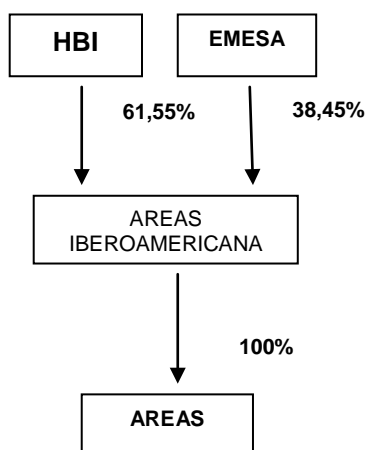 HBI
EMESA
61,55%
38,45%
AREAS
IBEROAMERICANA
100%
AREAS